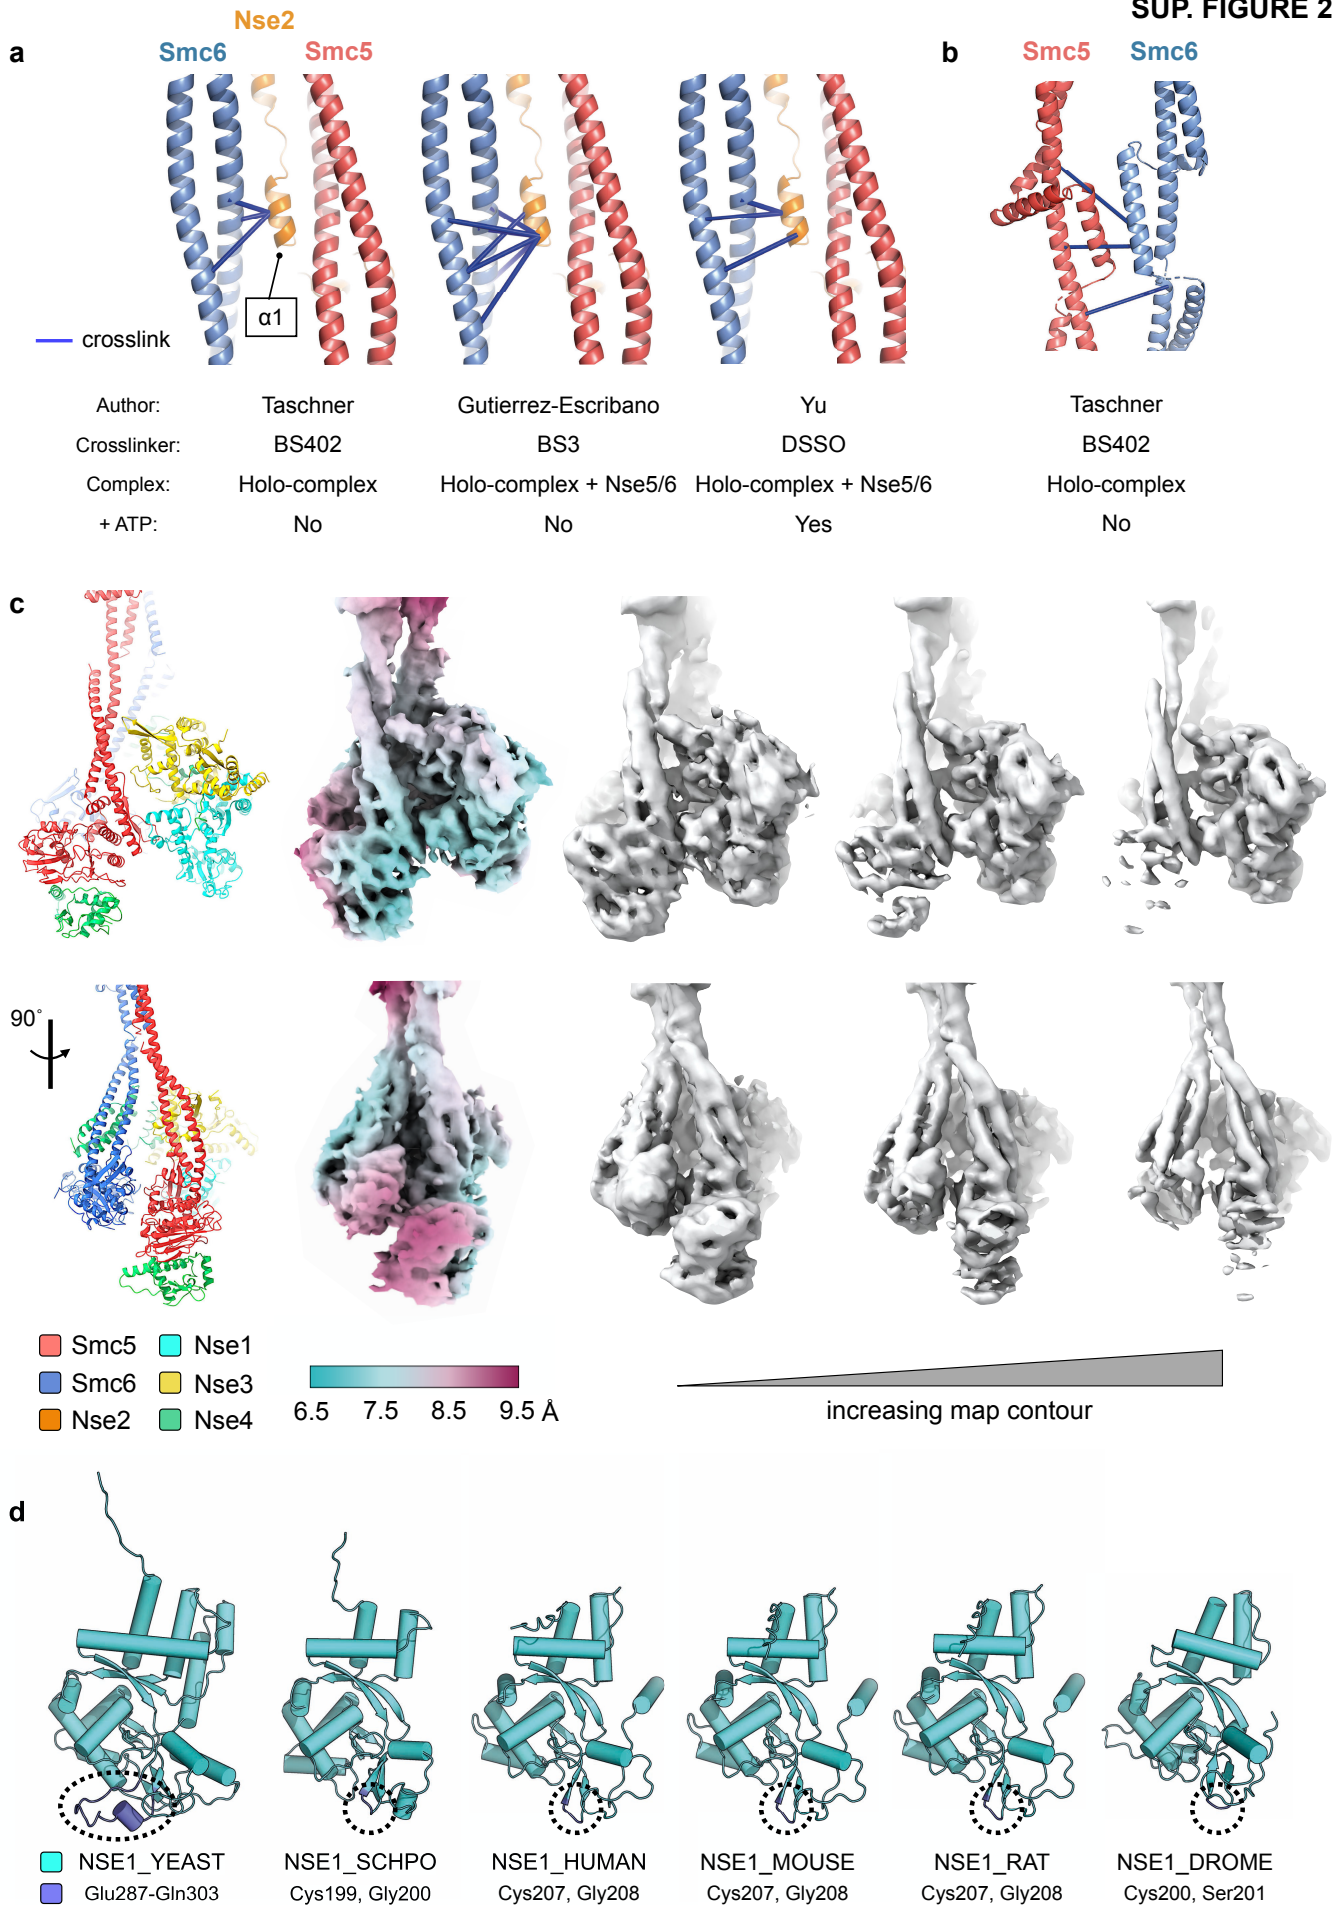 SUP. FIGURE 2
a
Nse2
Smc6 Smc5
α1
crosslink
b
Smc5 Smc6
Author: Taschner Gutierrez-Escribano Yu Taschner
Crosslinker: BS402 BS3 DSSO BS402
Complex: Holo-complex Holo-complex + Nse5/6 Holo-complex + Nse5/6 Holo-complex
+ ATP: No No Yes No
c
90°
Smc5 Nse1
Smc6 Nse3
Nse2 Nse4
6.5 7.5 8.5 9.5 Å
increasing map contour
d
NSE1_YEAST NSE1_SCHPO NSE1_HUMAN NSE1_MOUSE NSE1_RAT NSE1_DROME
Glu287-Gln303 Cys199, Gly200 Cys207, Gly208 Cys207, Gly208 Cys207, Gly208 Cys200, Ser201